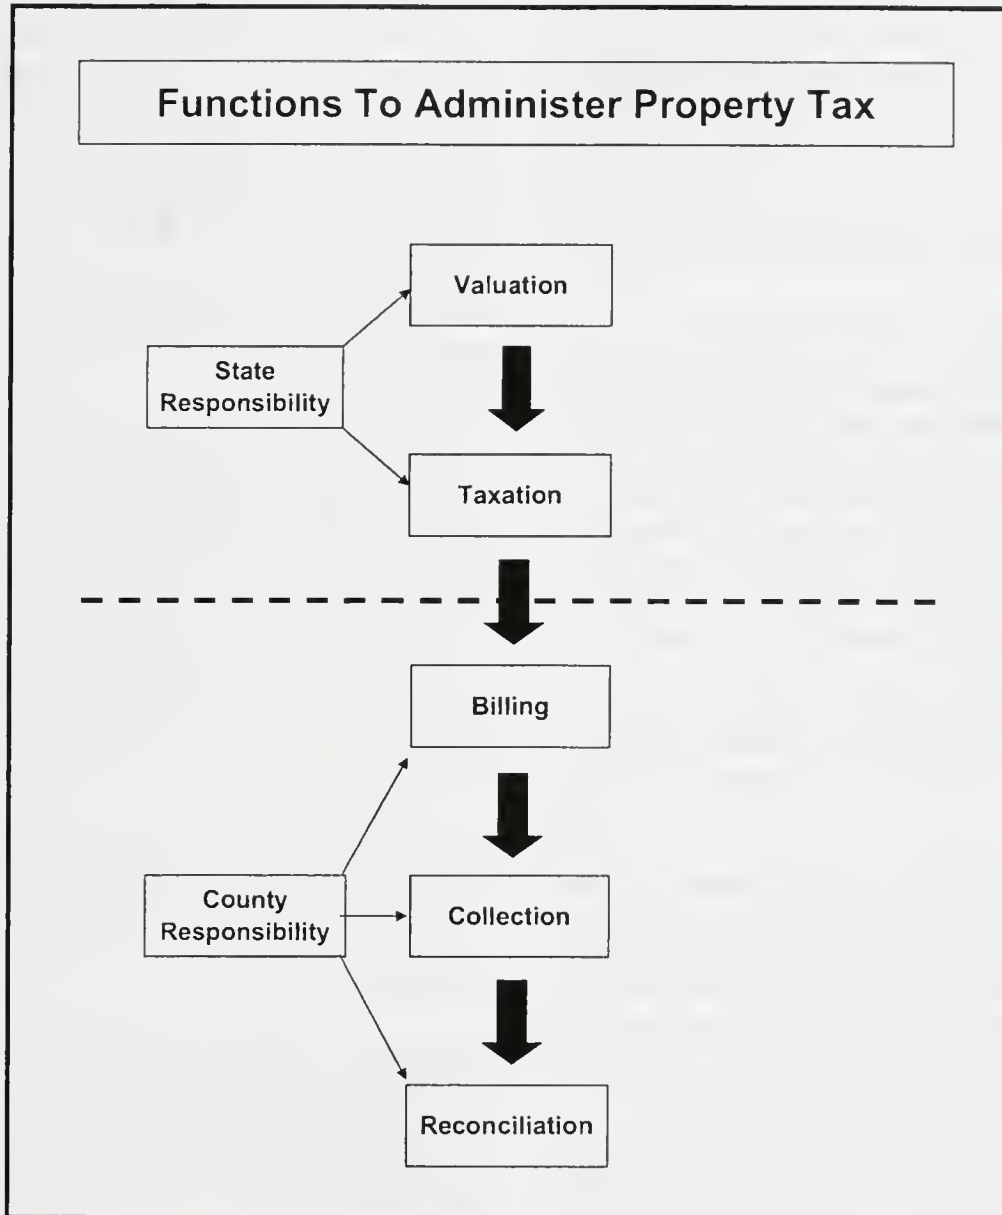 Functions To Administer Property Tax
Valuation
State
Responsibility
Taxation
Billing
County
Responsibility
Collection
Reconciliation